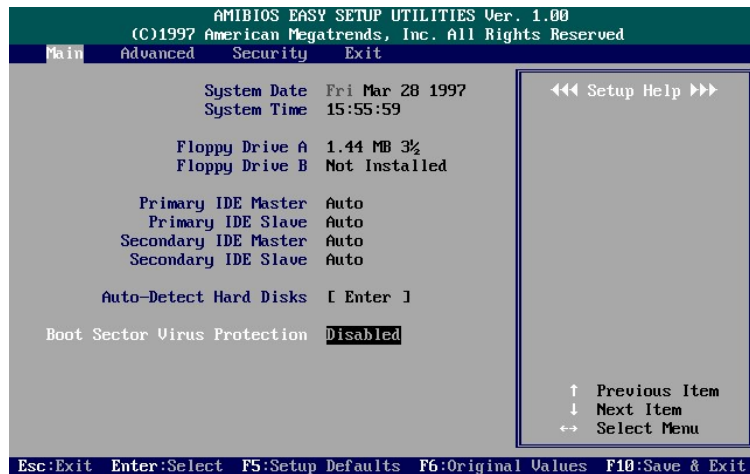 AMIBIOS EASY SETUP UTILITIES Ver. 1.00
(C)1997 American Megatrends, Inc. All Rights Reserved
Main Advanced Security Exit
System Date Fri Mar 28 1997
System Time 15:55:59
Floppy Drive A 1.44 MB 3½
Floppy Drive B Not Installed
Primary IDE Master Auto
Primary IDE Slave Auto
Secondary IDE Master Auto
Secondary IDE Slave Auto
Auto-Detect Hard Disks [ Enter ]
Boot Sector Virus Protection Disabled
◄◄◄ Setup Help ►►►
↑ Previous Item
↓ Next Item
↔ Select Menu
Esc:Exit Enter:Select F5:Setup Defaults F6:Original Values F10:Save & Exit